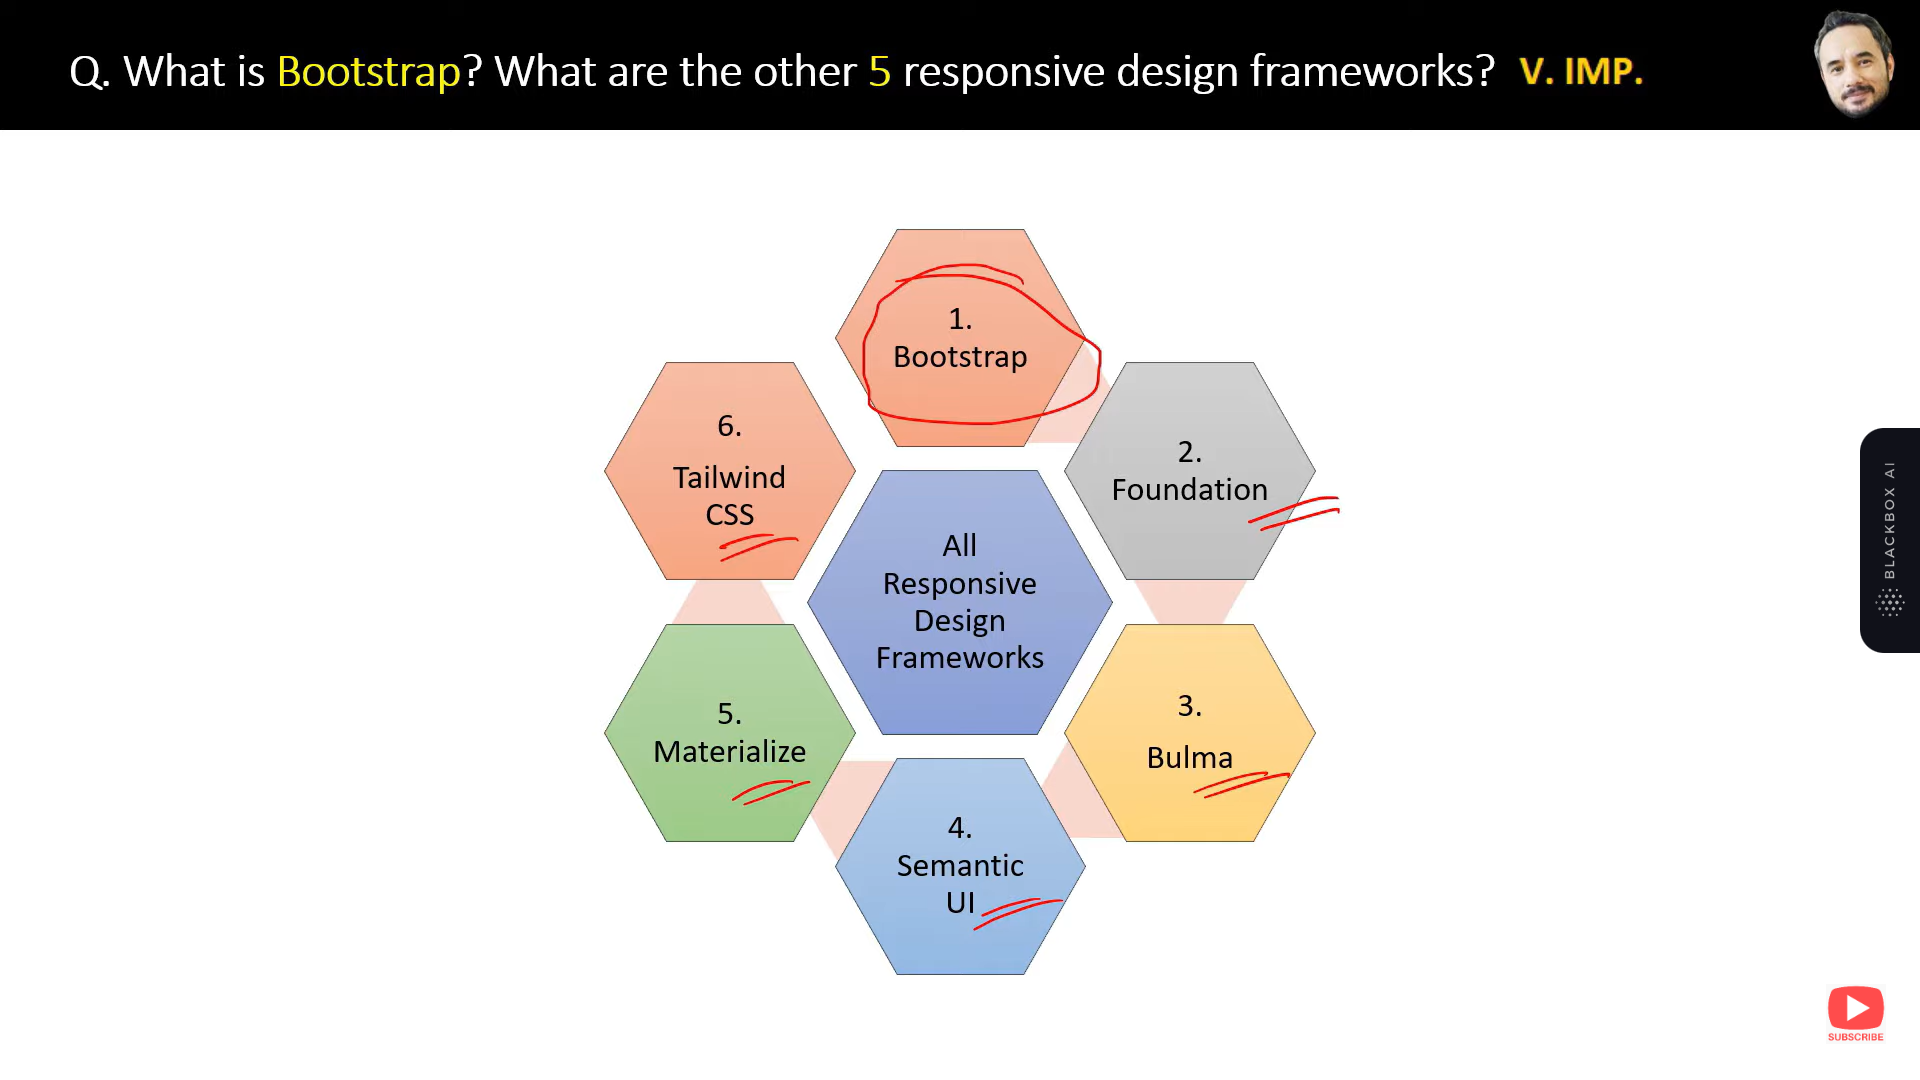 Q. What is Bootstrap? What are the other 5 responsive design frameworks? V. IMP.
1.
Bootstrap
2.
Foundation
3.
Bulma
4.
Semantic
UI
5.
Materialize
6.
Tailwind
CSS
All
Responsive
Design
Frameworks
BLACKBOX AI
SUBSCRIBE